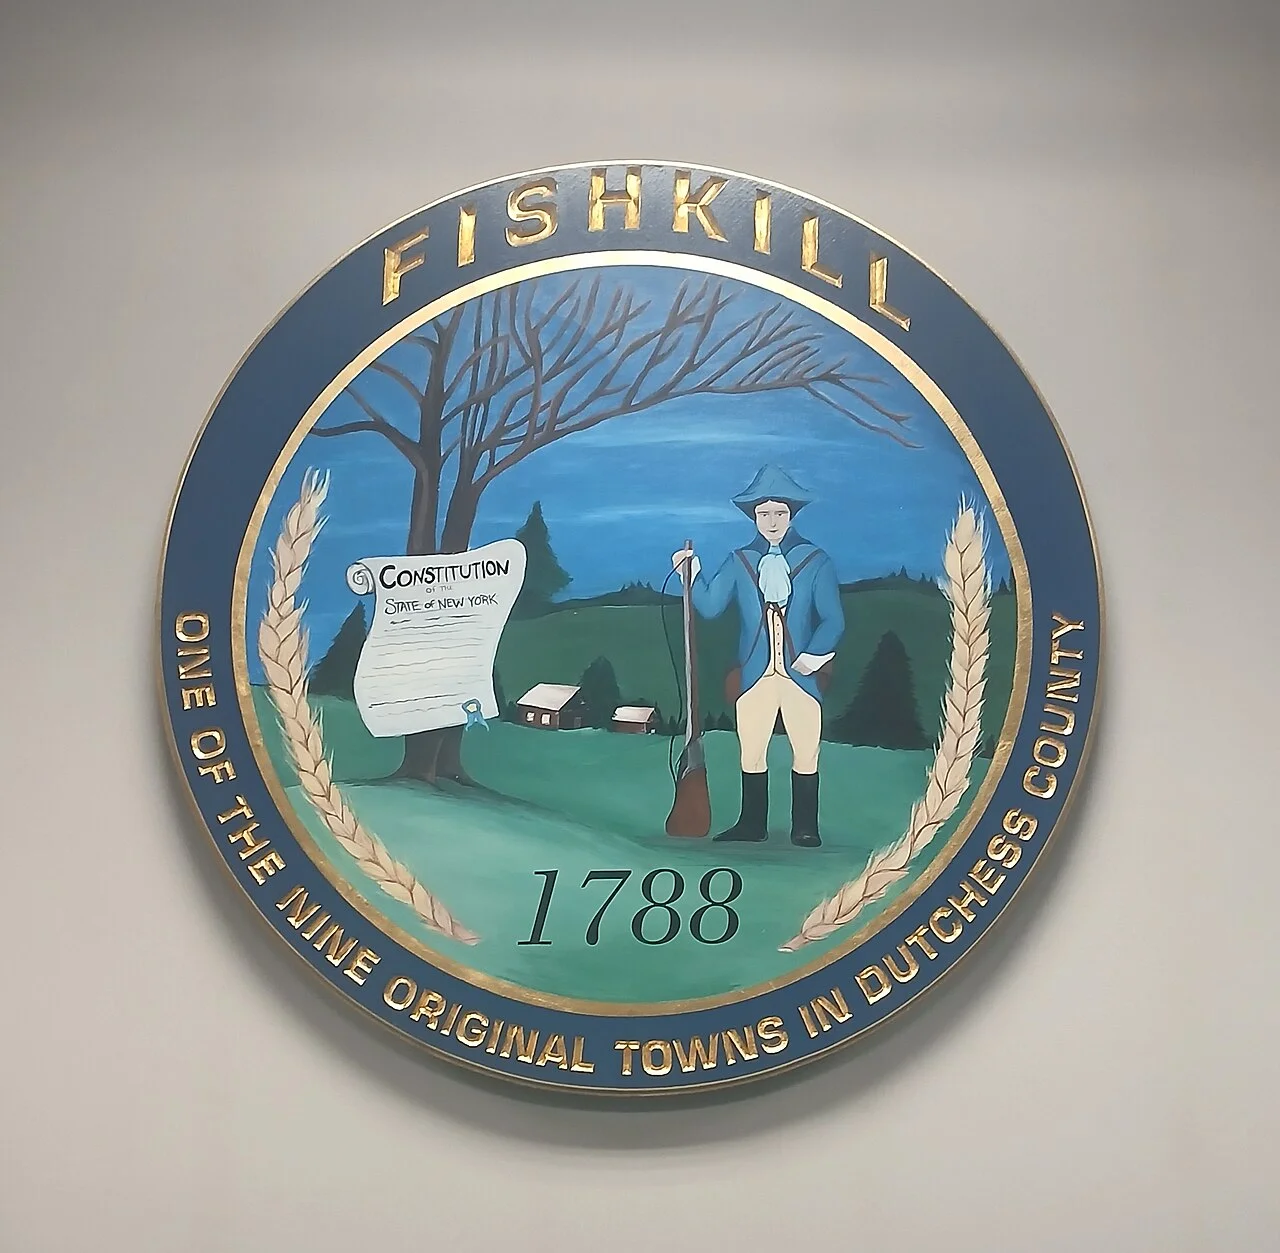 FISHKILL
CONSTITUTION
OF THE
STATE OF NEW YORK
1788
ONE OF THE NINE ORIGINAL TOWNS IN DUTCHESS COUNTY